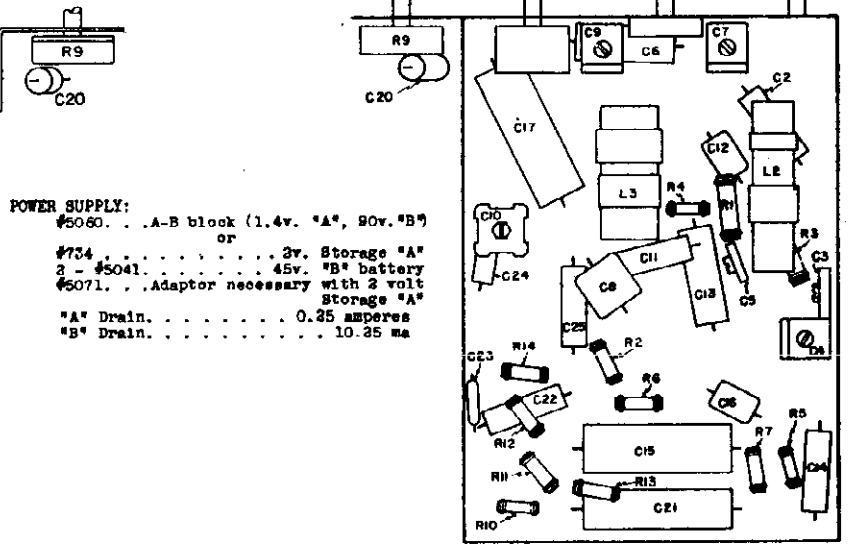 R9
C20
R9
C20
C9
C6
C7
C2
C17
C12
L2
L3
R4
R1
C10
R3
C11
C3
C24
C8
C13
C5
C25
R2
R14
C23
R6
C22
C16
R12
R7
R5
C15
C14
R11
R13
R10
C21
POWER SUPPLY:
#5060. . .A-B block (1.4v. "A", 90v."B")
or
#734 . . . . . . . . . . . 2v. Storage "A"
2 - #5041. . . . . . . . 45v. "B" battery
#5071. . .Adaptor necessary with 2 volt
Storage "A"
"A" Drain. . . . . . . . . 0.25 amperes
"B" Drain. . . . . . . . . . . 10.25 ma